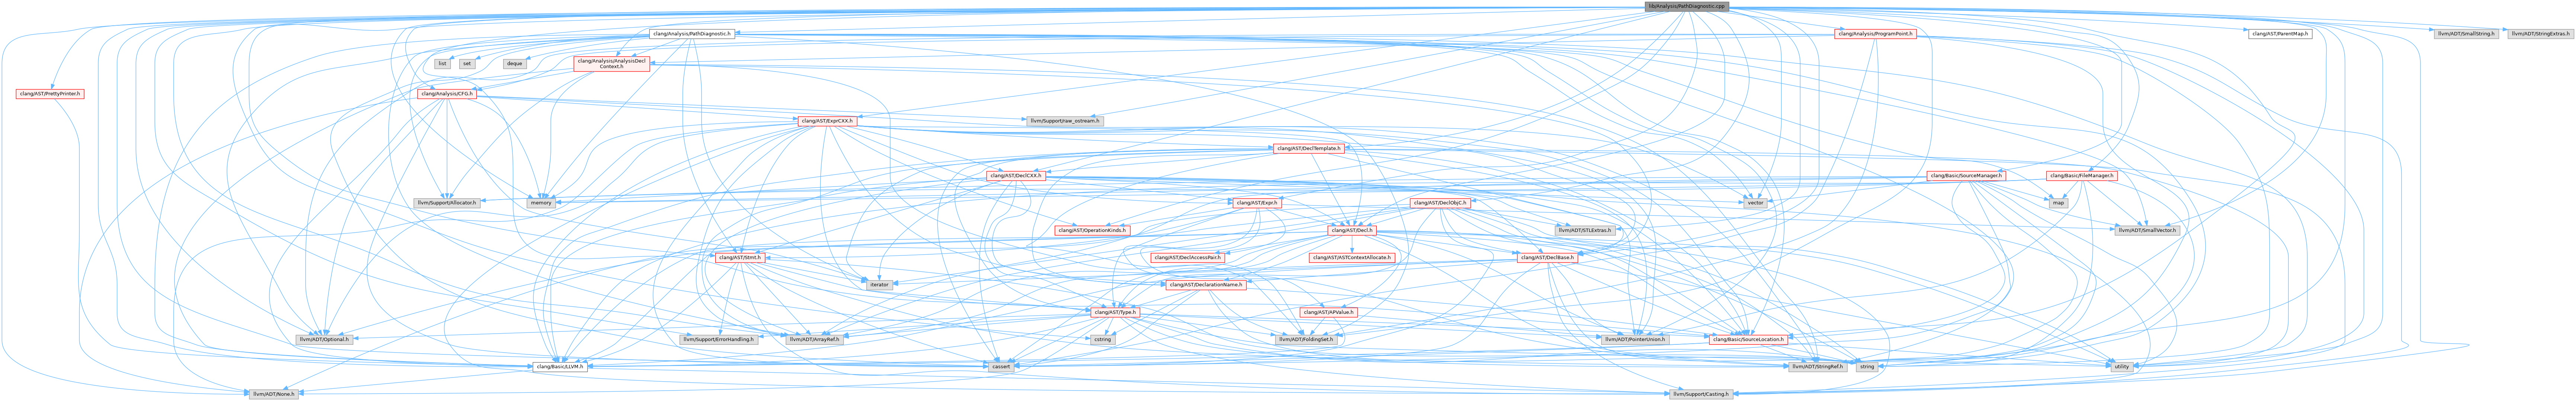 lib/Analysis/PathDiagnostic.cpp
clang/Analysis/PathDiagnostic.h
clang/Analysis/ProgramPoint.h
clang/AST/ParentMap.h
llvm/ADT/SmallString.h
llvm/ADT/StringExtras.h
list
set
deque
clang/Analysis/AnalysisDecl
Context.h
clang/AST/PrettyPrinter.h
clang/Analysis/CFG.h
clang/AST/ExprCXX.h
llvm/Support/raw_ostream.h
clang/AST/DeclTemplate.h
clang/AST/DeclCXX.h
clang/Basic/SourceManager.h
clang/Basic/FileManager.h
llvm/Support/Allocator.h
memory
clang/AST/Expr.h
clang/AST/DeclObjC.h
vector
map
clang/AST/OperationKinds.h
clang/AST/Decl.h
llvm/ADT/STLExtras.h
llvm/ADT/SmallVector.h
clang/AST/Stmt.h
clang/AST/DeclAccessPair.h
clang/AST/ASTContextAllocate.h
clang/AST/DeclBase.h
iterator
clang/AST/DeclarationName.h
clang/AST/Type.h
clang/AST/APValue.h
llvm/ADT/Optional.h
llvm/Support/ErrorHandling.h
llvm/ADT/ArrayRef.h
cstring
llvm/ADT/FoldingSet.h
llvm/ADT/PointerUnion.h
clang/Basic/SourceLocation.h
clang/Basic/LLVM.h
cassert
llvm/ADT/StringRef.h
string
utility
llvm/ADT/None.h
llvm/Support/Casting.h